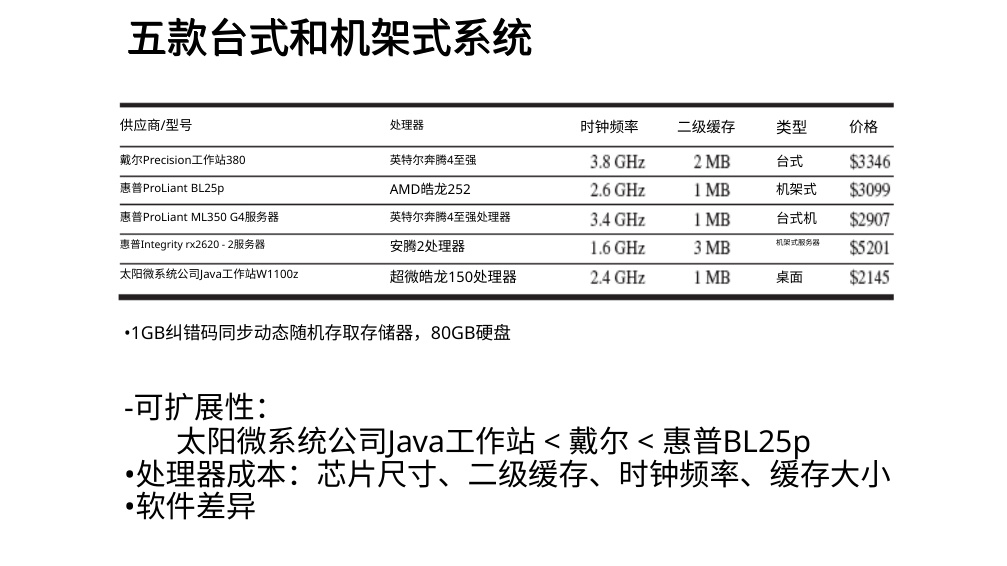 五款台式和机架式系统
供应商/型号 处理器 时钟频率 二级缓存 类型 价格
戴尔Precision工作站380 英特尔奔腾4至强 3.8 GHz 2 MB 台式 $3346
惠普ProLiant BL25p AMD皓龙252 2.6 GHz 1 MB 机架式 $3099
惠普ProLiant ML350 G4服务器 英特尔奔腾4至强处理器 3.4 GHz 1 MB 台式机 $2907
惠普Integrity rx2620 - 2服务器 安腾2处理器 1.6 GHz 3 MB 机架式服务器 $5201
太阳微系统公司Java工作站W1100z 超微皓龙150处理器 2.4 GHz 1 MB 桌面 $2145
•1GB纠错码同步动态随机存取存储器，80GB硬盘
-可扩展性：
太阳微系统公司Java工作站 < 戴尔 < 惠普BL25p
•处理器成本：芯片尺寸、二级缓存、时钟频率、缓存大小
•软件差异